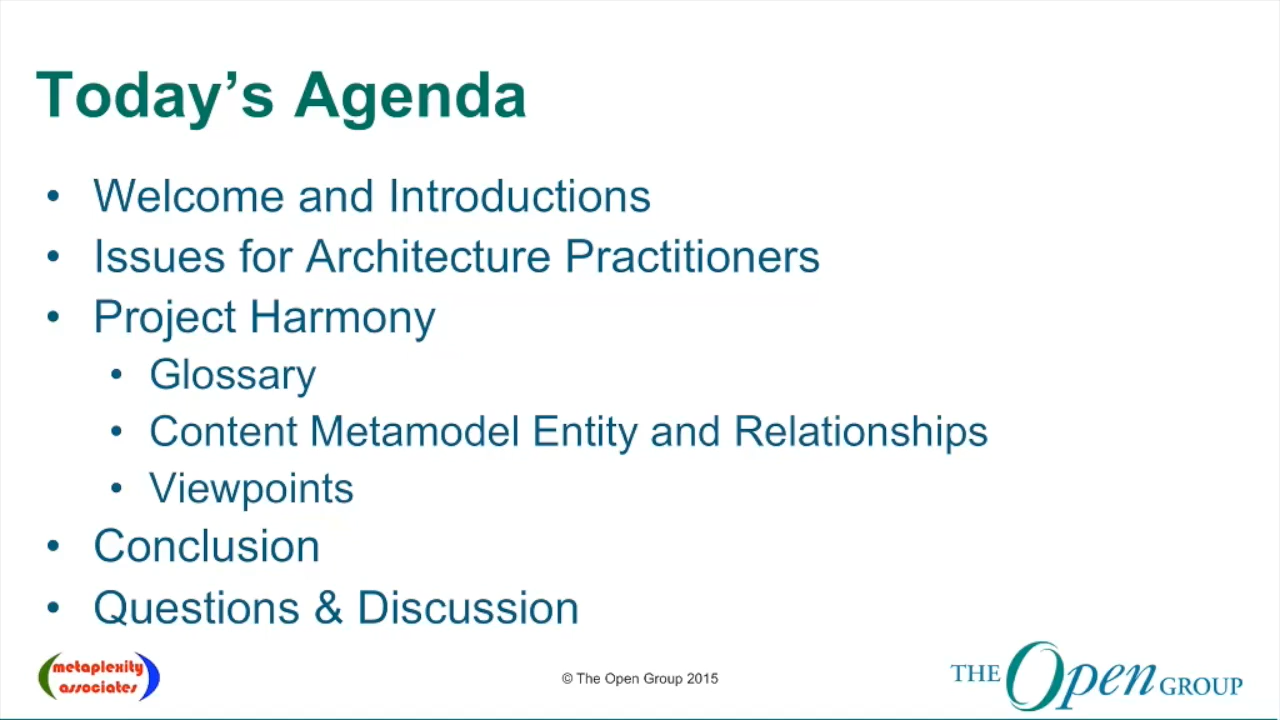 Today’s Agenda
• Welcome and Introductions
• Issues for Architecture Practitioners
• Project Harmony
• Glossary
• Content Metamodel Entity and Relationships
• Viewpoints
• Conclusion
• Questions & Discussion
metaplexity
associates
© The Open Group 2015
THE Open GROUP